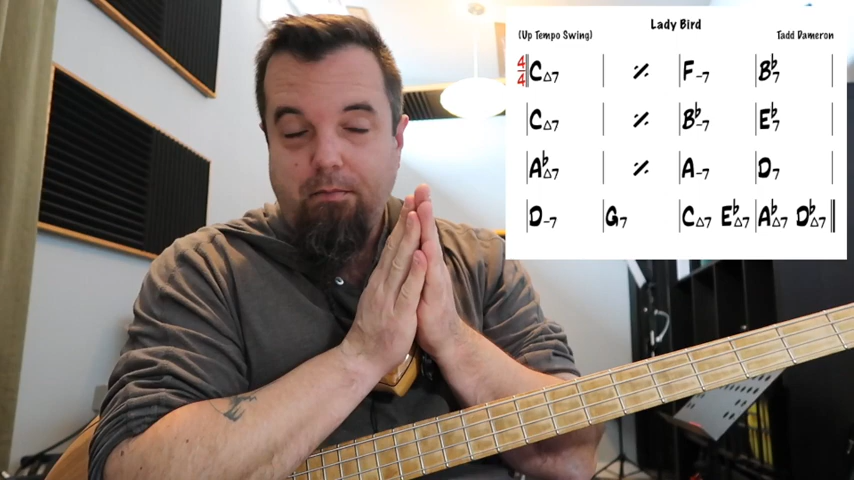 Lady Bird
(Up Tempo Swing) Tadd Dameron
4/4 C△7 | 𝄎 | F-7 | B♭7 |
| C△7 | 𝄎 | B♭-7 | E♭7 |
| A♭△7 | 𝄎 | A-7 | D7 |
| D-7 | G7 | C△7 E♭△7 | A♭△7 D♭△7 ‖